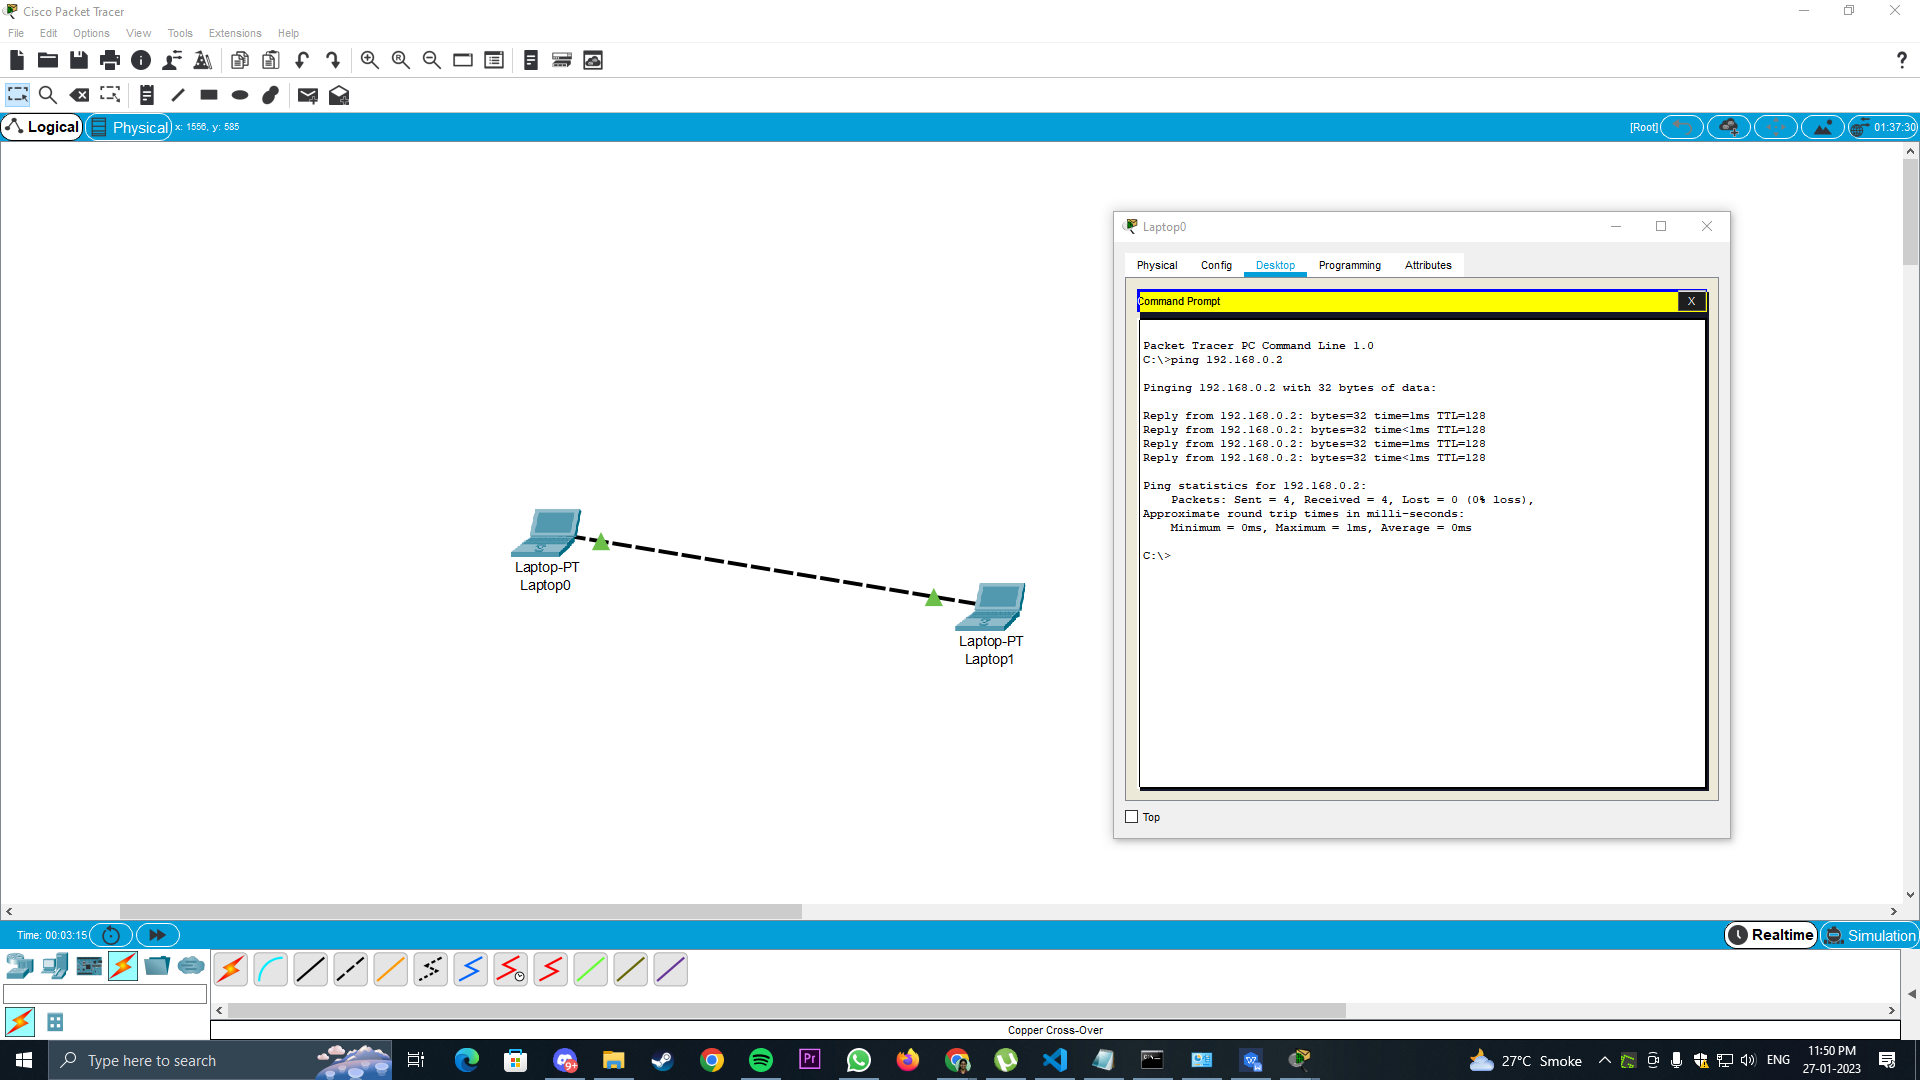 Cisco Packet Tracer
File Edit Options View Tools Extensions Help
?
Logical Physical x: 1556, y: 585 [Root] 01:37:30
Laptop0
Physical Config Desktop Programming Attributes
Command Prompt X
Packet Tracer PC Command Line 1.0
C:\>ping 192.168.0.2
Pinging 192.168.0.2 with 32 bytes of data:
Reply from 192.168.0.2: bytes=32 time=1ms TTL=128
Reply from 192.168.0.2: bytes=32 time<1ms TTL=128
Reply from 192.168.0.2: bytes=32 time=1ms TTL=128
Reply from 192.168.0.2: bytes=32 time<1ms TTL=128
Ping statistics for 192.168.0.2:
Packets: Sent = 4, Received = 4, Lost = 0 (0% loss),
Approximate round trip times in milli-seconds:
Minimum = 0ms, Maximum = 1ms, Average = 0ms
C:\>
Top
Laptop-PT
Laptop0
Laptop-PT
Laptop1
Time: 00:03:15 Realtime Simulation
Copper Cross-Over
Type here to search 9+ Pr 27°C Smoke ENG 11:50 PM
27-01-2023